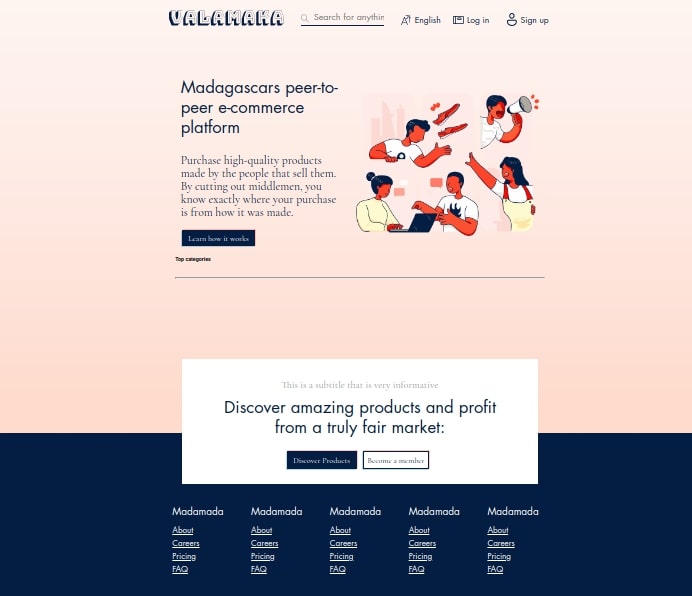 VALAMAKA
Search for anythin
English
Log in
Sign up
Madagascars peer-to-
peer e-commerce
platform
Purchase high-quality products
made by the people that sell them.
By cutting out middlemen, you
know exactly where your purchase
is from how it was made.
Learn how it works
Top categories
This is a subtitle that is very informative
Discover amazing products and profit
from a truly fair market:
Discover Products
Become a member
Madamada
About
Careers
Pricing
FAQ
Madamada
About
Careers
Pricing
FAQ
Madamada
About
Careers
Pricing
FAQ
Madamada
About
Careers
Pricing
FAQ
Madamada
About
Careers
Pricing
FAQ